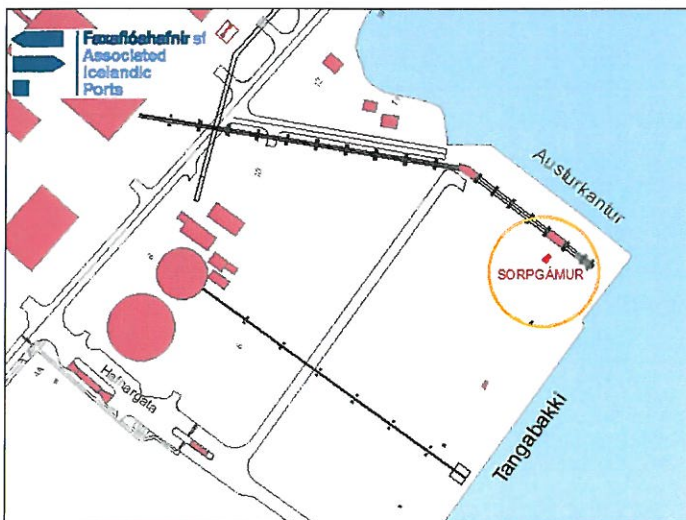 Faxaflóahafnir sf
Associated
Icelandic
Ports
Austurkantur
SORPGÁMUR
Hafnargata
Tangabakki